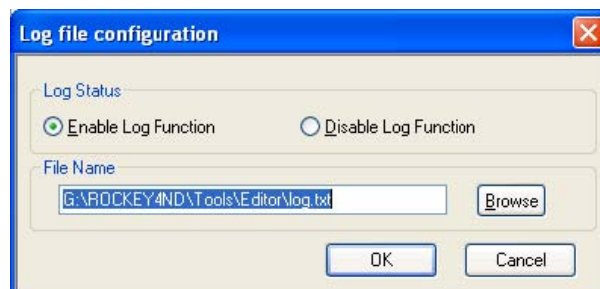 Log file configuration
Log Status
Enable Log Function Disable Log Function
File Name
G:\ROCKEY4ND\Tools\Editor\log.txt Browse
OK Cancel